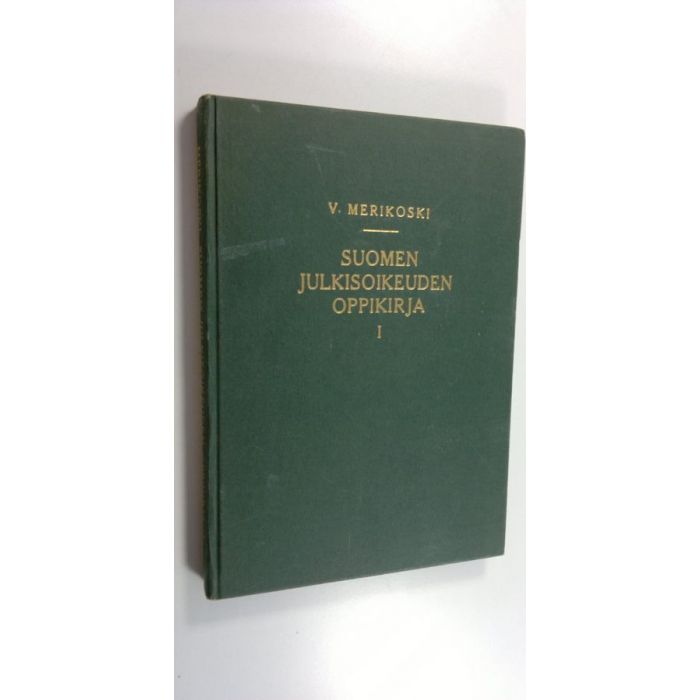 V. MERIKOSKI
SUOMEN
JULKISOIKEUDEN
OPPIKIRJA
I